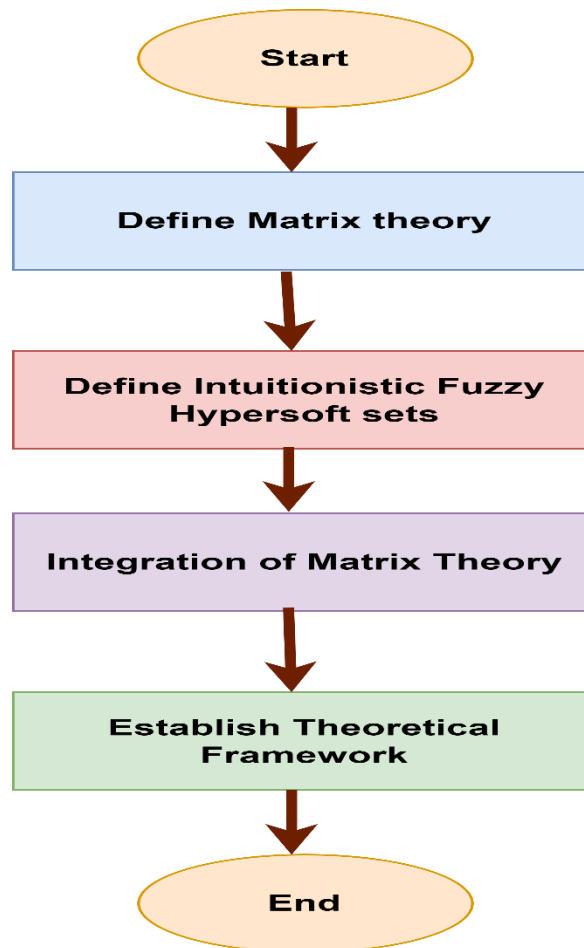 Start
Define Matrix theory
Define Intuitionistic Fuzzy
Hypersoft sets
Integration of Matrix Theory
Establish Theoretical
Framework
End